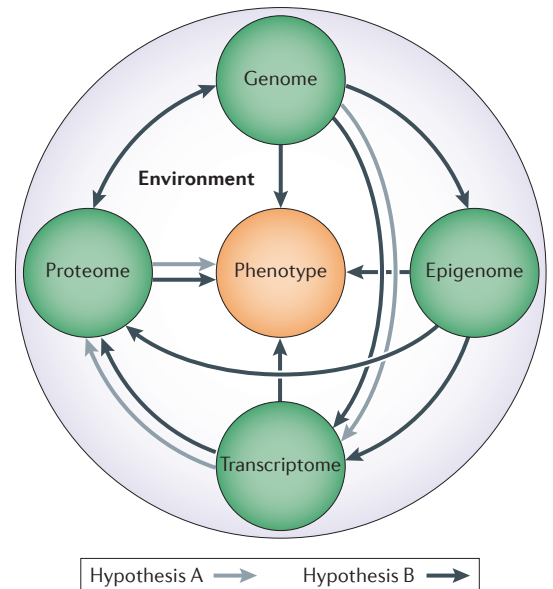 Genome
Environment
Proteome
Phenotype
Epigenome
Transcriptome
Hypothesis A
Hypothesis B